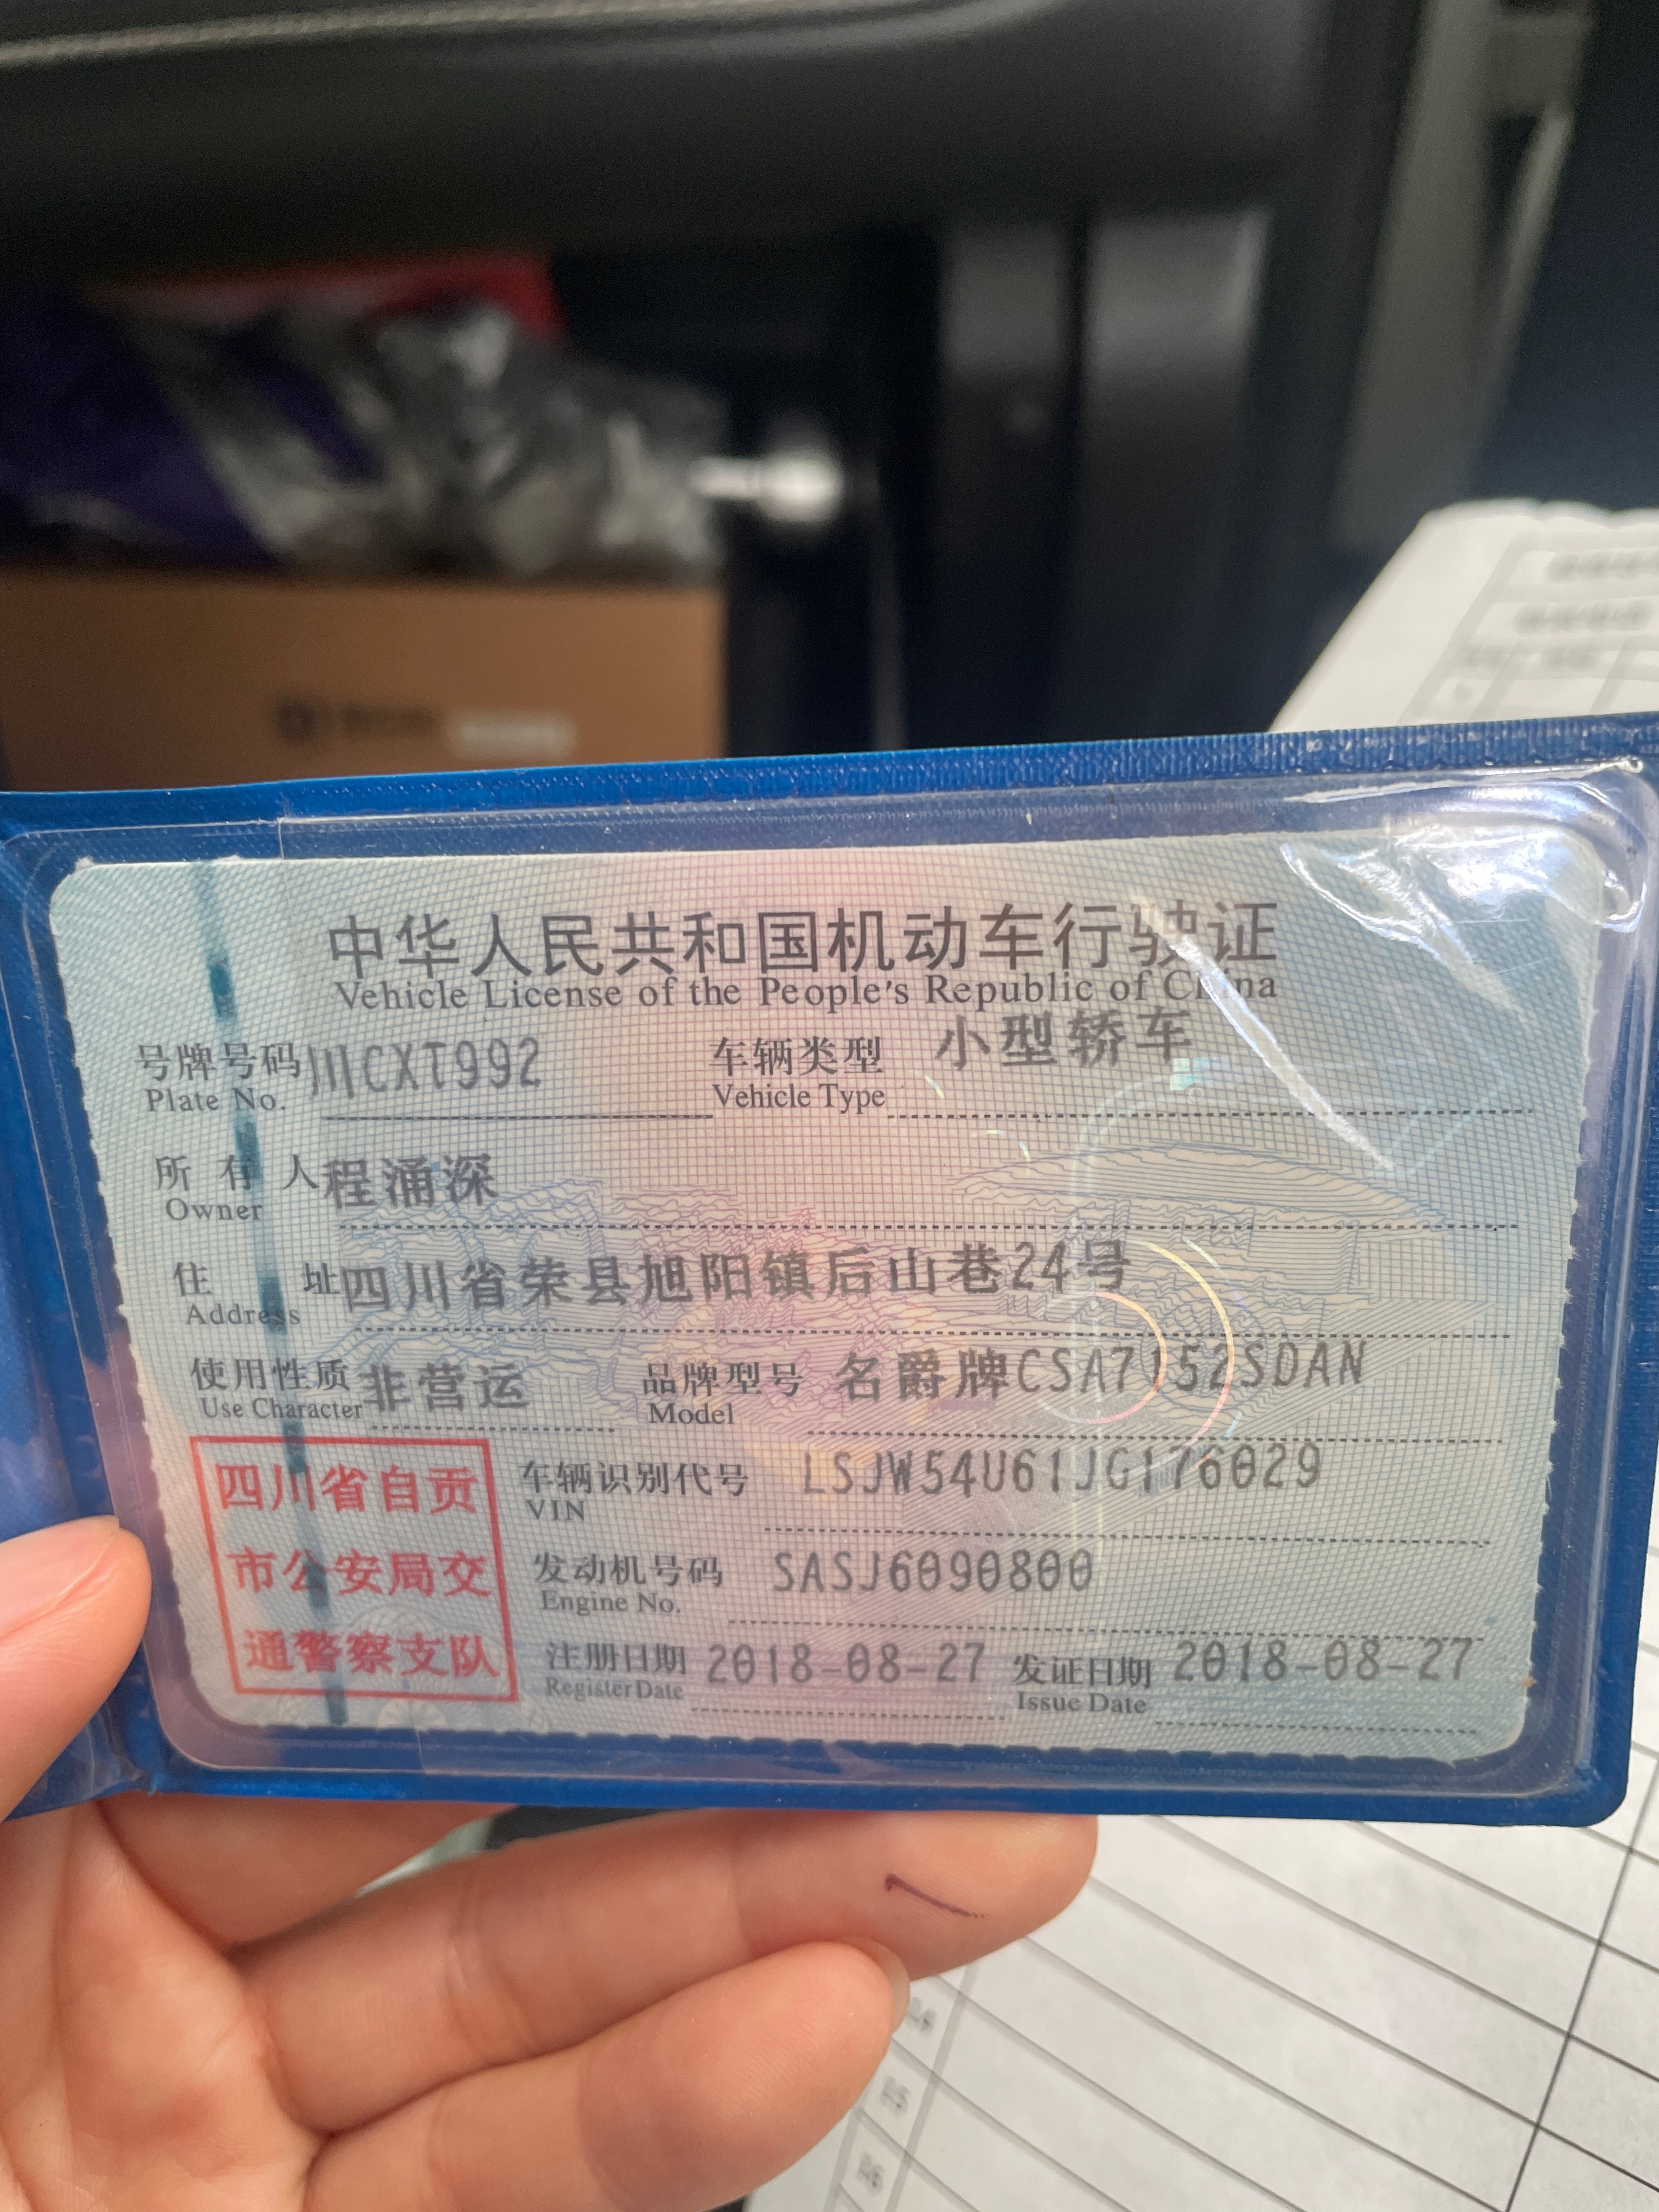 中华人民共和国机动车行驶证
Vehicle License of the People's Republic of China
号牌号码 川CXT992 车辆类型 小型轿车
Plate No. Vehicle Type
所有人 程涌深
Owner
住址 四川省荣县旭阳镇后山巷24号
Address
使用性质 非营运 品牌型号 名爵牌CSA7152SDAN
Use Character Model
四川省自贡
市公安局交
通警察支队
车辆识别代号 LSJW54U61JG176029
VIN
发动机号码 SASJ6090800
Engine No.
注册日期 2018-08-27 发证日期 2018-08-27
Register Date Issue Date